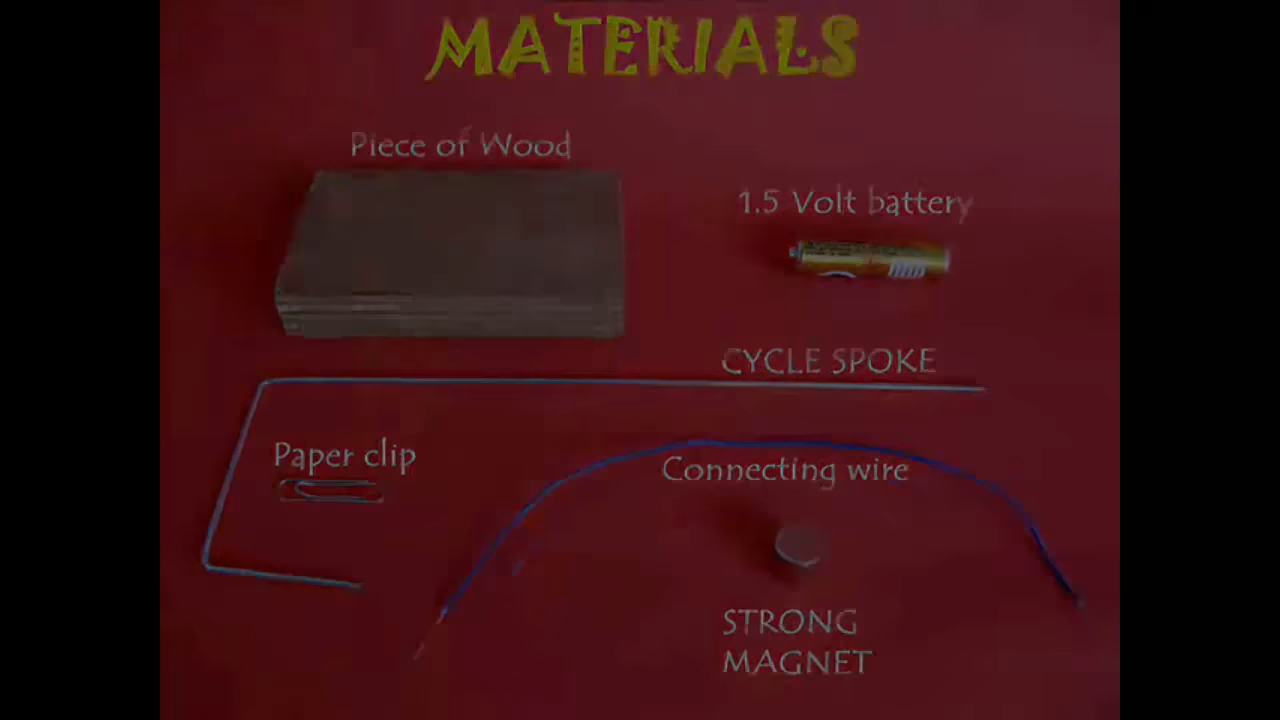 MATERIALS
Piece of Wood
1.5 Volt battery
CYCLE SPOKE
Paper clip
Connecting wire
STRONG
MAGNET